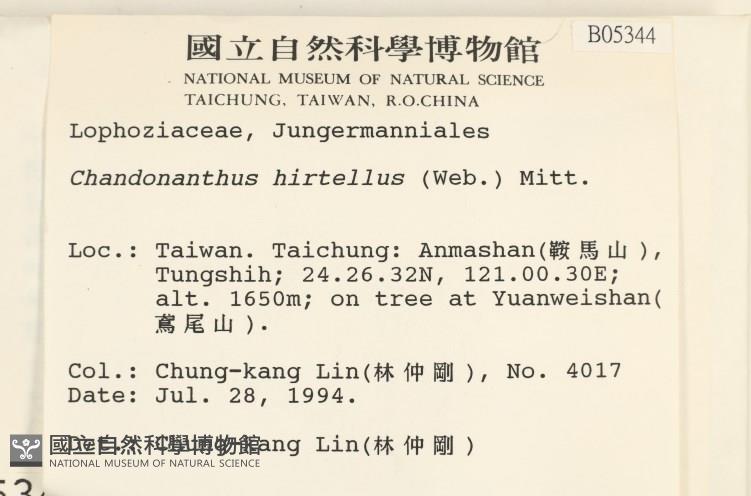 國立自然科學博物館
B05344
NATIONAL MUSEUM OF NATURAL SCIENCE
TAICHUNG, TAIWAN, R.O.CHINA
Lophoziaceae, Jungermanniales
Chandonanthus hirtellus (Web.) Mitt.
Loc.: Taiwan. Taichung: Anmashan(鞍馬山),
Tungshih; 24.26.32N, 121.00.30E;
alt. 1650m; on tree at Yuanweishan(
鳶尾山).
Col.: Chung-kang Lin(林仲剛), No. 4017
Date: Jul. 28, 1994.
Det.: Chung-kang Lin(林仲剛)
國立自然科學博物館
NATIONAL MUSEUM OF NATURAL SCIENCE